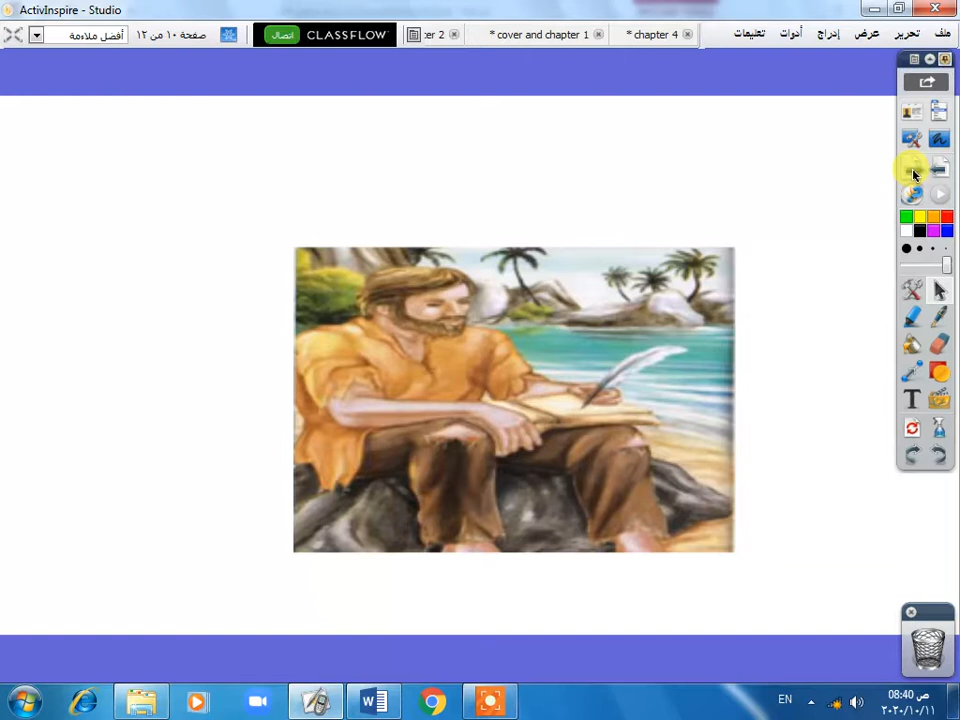 ActivInspire - Studio
ملف تحرير عرض إدراج أدوات تعليمات
* chapter 4
* cover and chapter 1
ter 2
CLASSFLOW اتصال
صفحة ١٠ من ١٢
أفضل ملاءمة
T
EN
08:40 ص
٢٠٢٠/١٠/١١